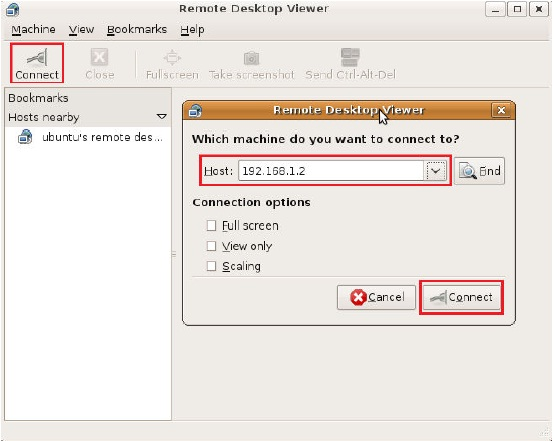 Remote Desktop Viewer
Machine View Bookmarks Help
Connect Close Fullscreen Take screenshot Send Ctrl-Alt-Del
Bookmarks
Hosts nearby
ubuntu's remote des...
Remote Desktop Viewer
Which machine do you want to connect to?
Host: 192.168.1.2 Find
Connection options
Full screen
View only
Scaling
Cancel Connect